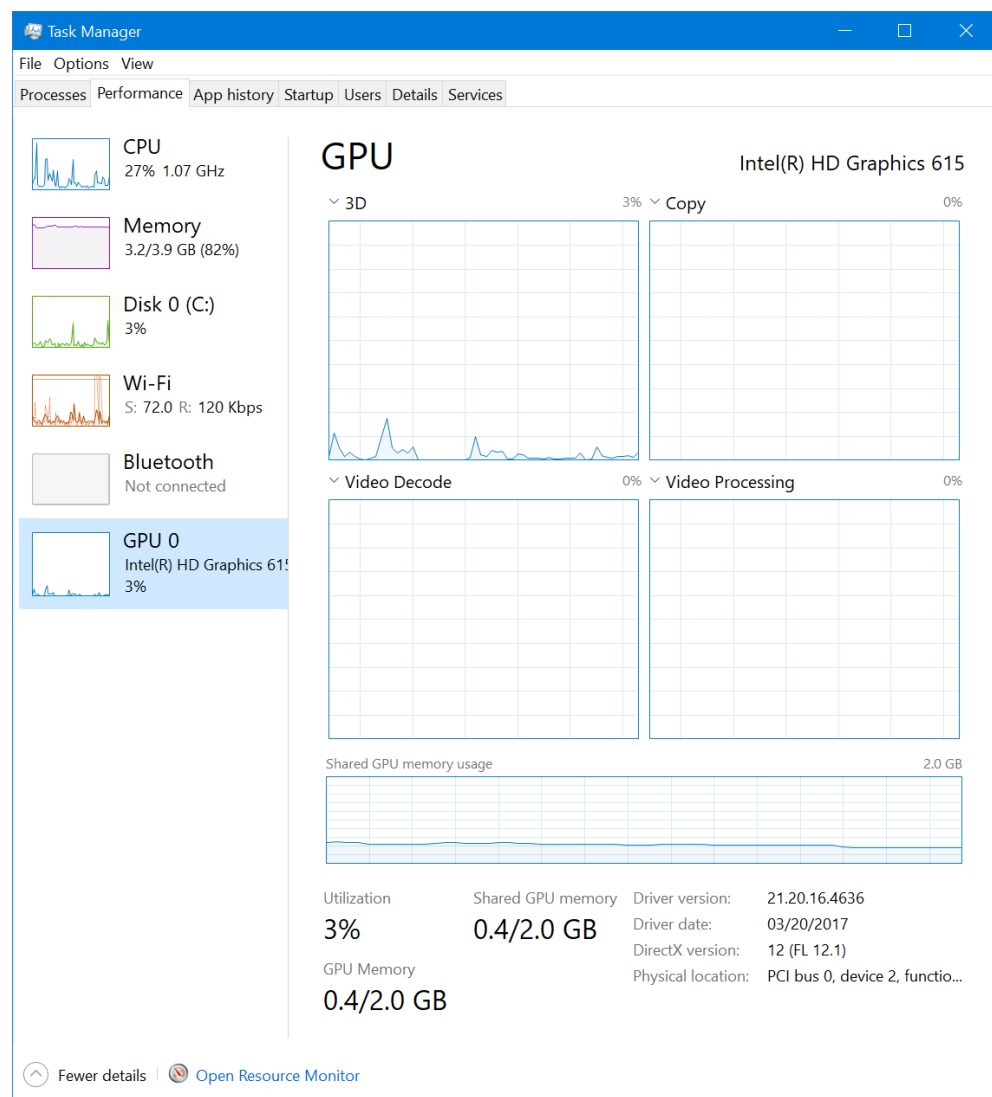 Task Manager
File Options View
Processes Performance App history Startup Users Details Services
CPU
27% 1.07 GHz
Memory
3.2/3.9 GB (82%)
Disk 0 (C:)
3%
Wi-Fi
S: 72.0 R: 120 Kbps
Bluetooth
Not connected
GPU 0
Intel(R) HD Graphics 615
3%
GPU
Intel(R) HD Graphics 615
3D 3%
Copy 0%
Video Decode 0%
Video Processing 0%
Shared GPU memory usage 2.0 GB
Utilization
3%
Shared GPU memory
0.4/2.0 GB
GPU Memory
0.4/2.0 GB
Driver version: 21.20.16.4636
Driver date: 03/20/2017
DirectX version: 12 (FL 12.1)
Physical location: PCI bus 0, device 2, functio...
Fewer details
Open Resource Monitor